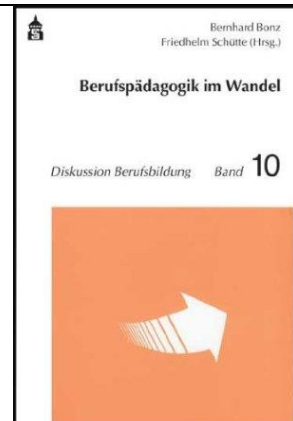 Bernhard Bonz
Friedhelm Schütte (Hrsg.)
Berufspädagogik im Wandel
Diskussion Berufsbildung Band 10